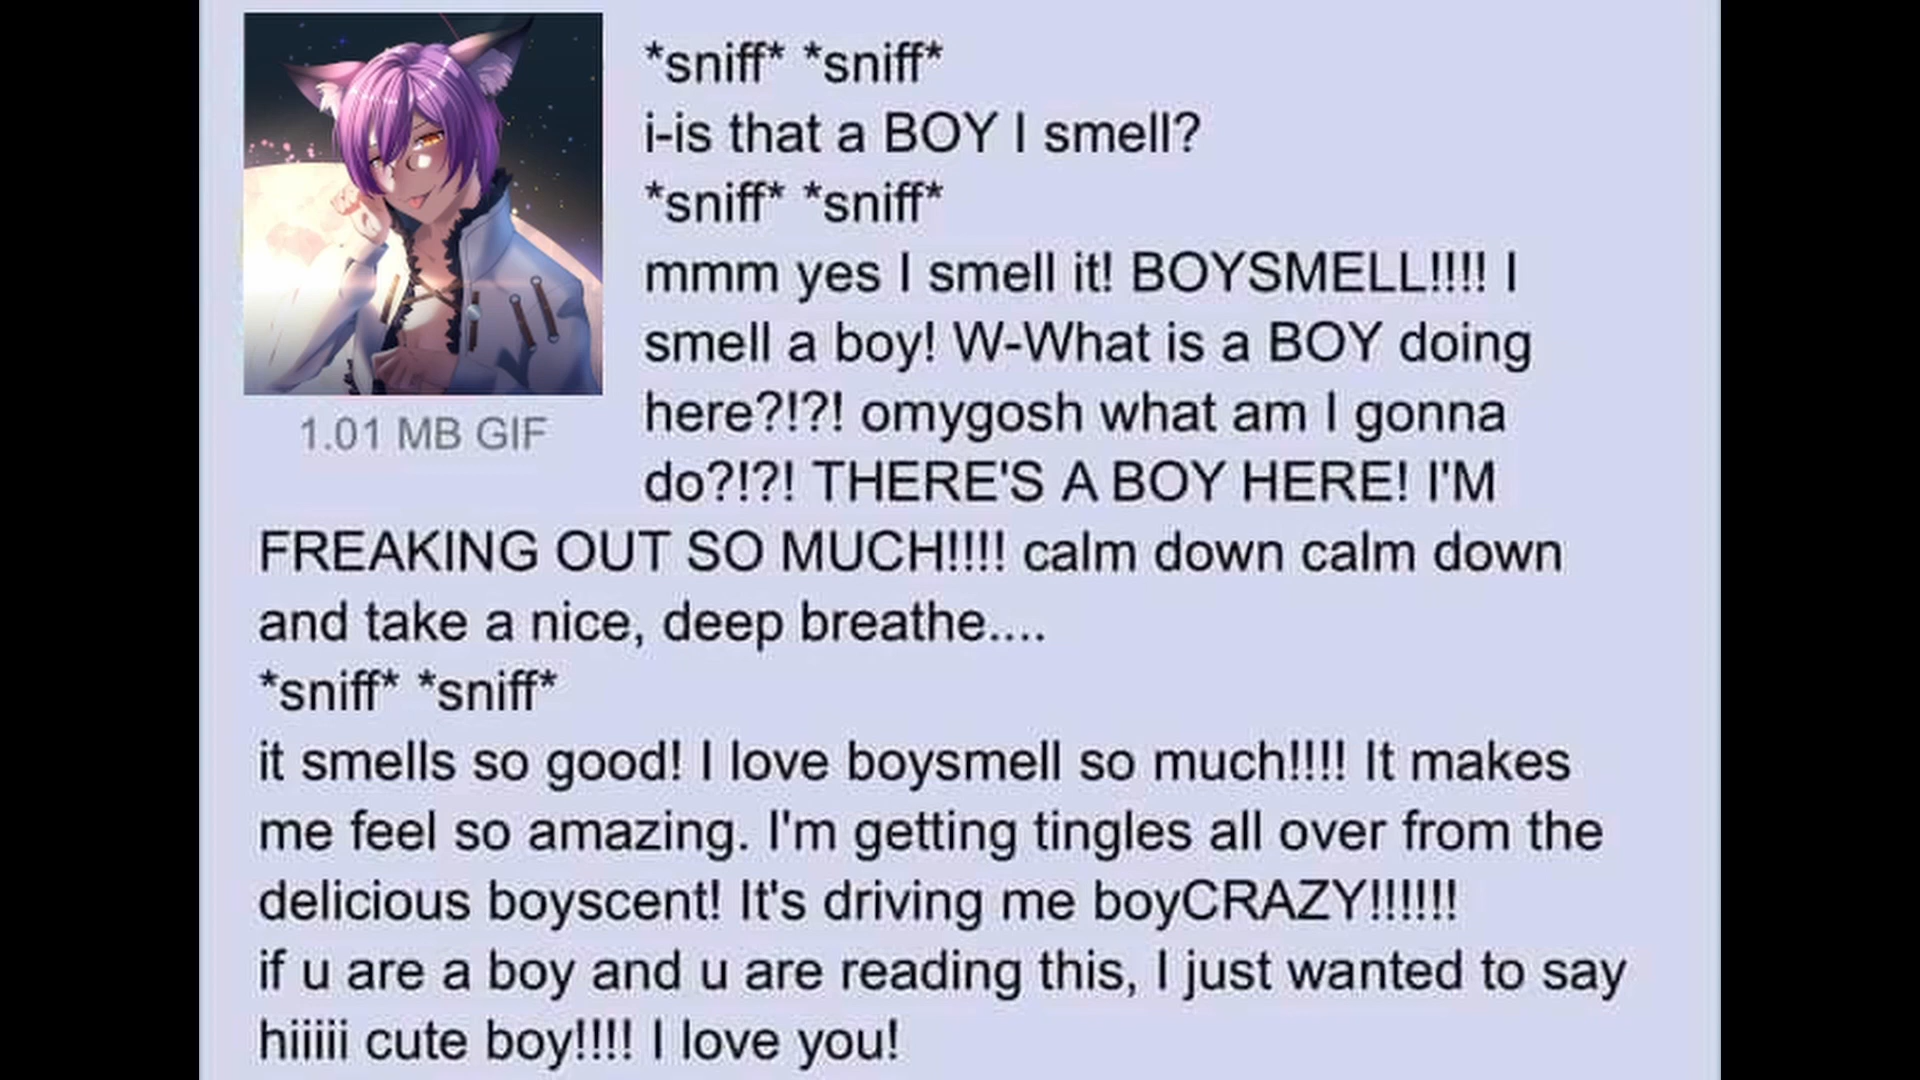 *sniff* *sniff*
i-is that a BOY I smell?
*sniff* *sniff*
mmm yes I smell it! BOYSMELL!!!! I
smell a boy! W-What is a BOY doing
here?!?! omygosh what am I gonna
do?!?! THERE'S A BOY HERE! I'M
FREAKING OUT SO MUCH!!!! calm down calm down
and take a nice, deep breathe....
*sniff* *sniff*
it smells so good! I love boysmell so much!!!! It makes
me feel so amazing. I'm getting tingles all over from the
delicious boyscent! It's driving me boyCRAZY!!!!!!
if u are a boy and u are reading this, I just wanted to say
hiiiii cute boy!!!! I love you!
1.01 MB GIF